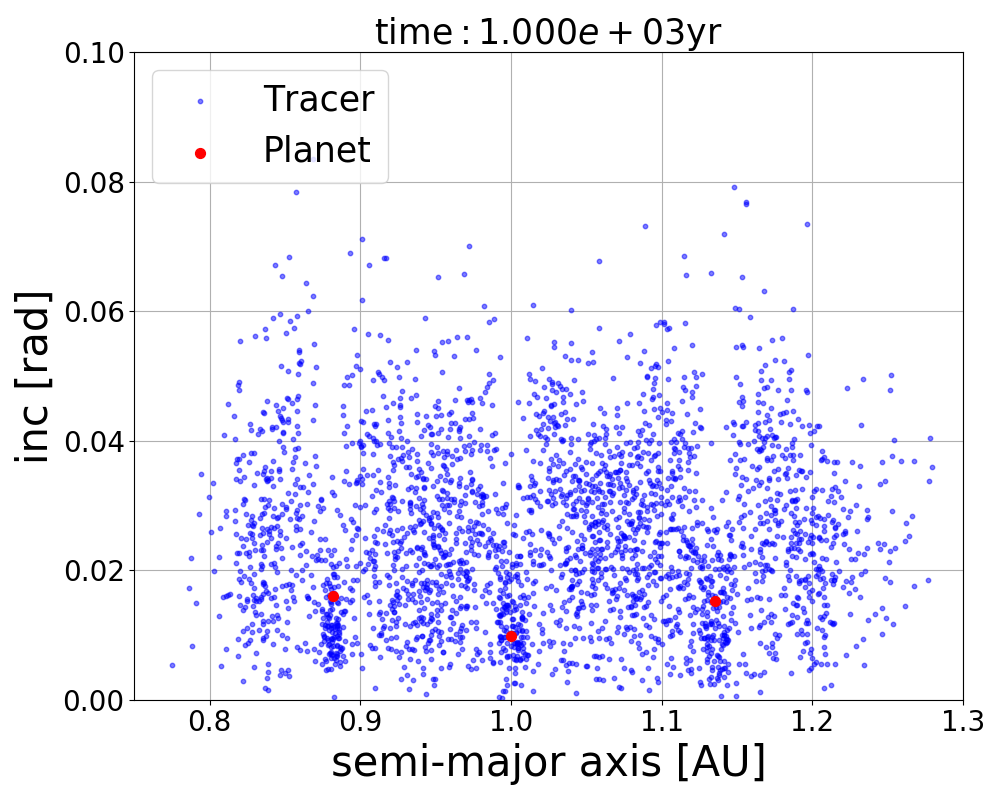 time : 1.000e + 03yr
Tracer
Planet
0.10
0.08
0.06
0.04
0.02
0.00
inc [rad]
0.8 0.9 1.0 1.1 1.2 1.3
semi-major axis [AU]